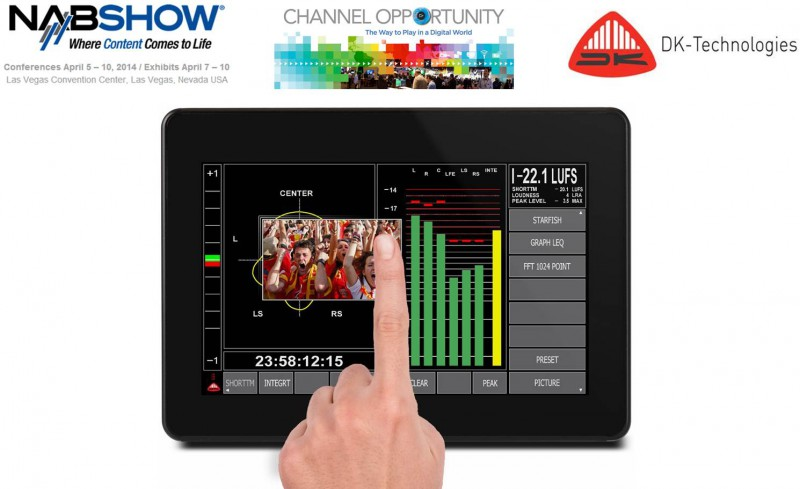 NABSHOW®
Where Content Comes to Life
Conferences April 5 – 10, 2014 / Exhibits April 7 – 10
Las Vegas Convention Center, Las Vegas, Nevada USA
CHANNEL OPPORTUNITY
The Way to Play in a Digital World
DK
DK-Technologies
+1
CENTER
L
LS
RS
−1
23:58:12:15
L R C LFE LS RS INTE
−14
−17
I -22.1 LUFS
SHORTTM − 20.1 LUFS
LOUDNESS 4 LRA
PEAK LEVEL − 3.5 MAX
STARFISH
GRAPH LEQ
FFT 1024 POINT
PRESET
PICTURE
SHORTTM
INTEGRT
CLEAR
PEAK